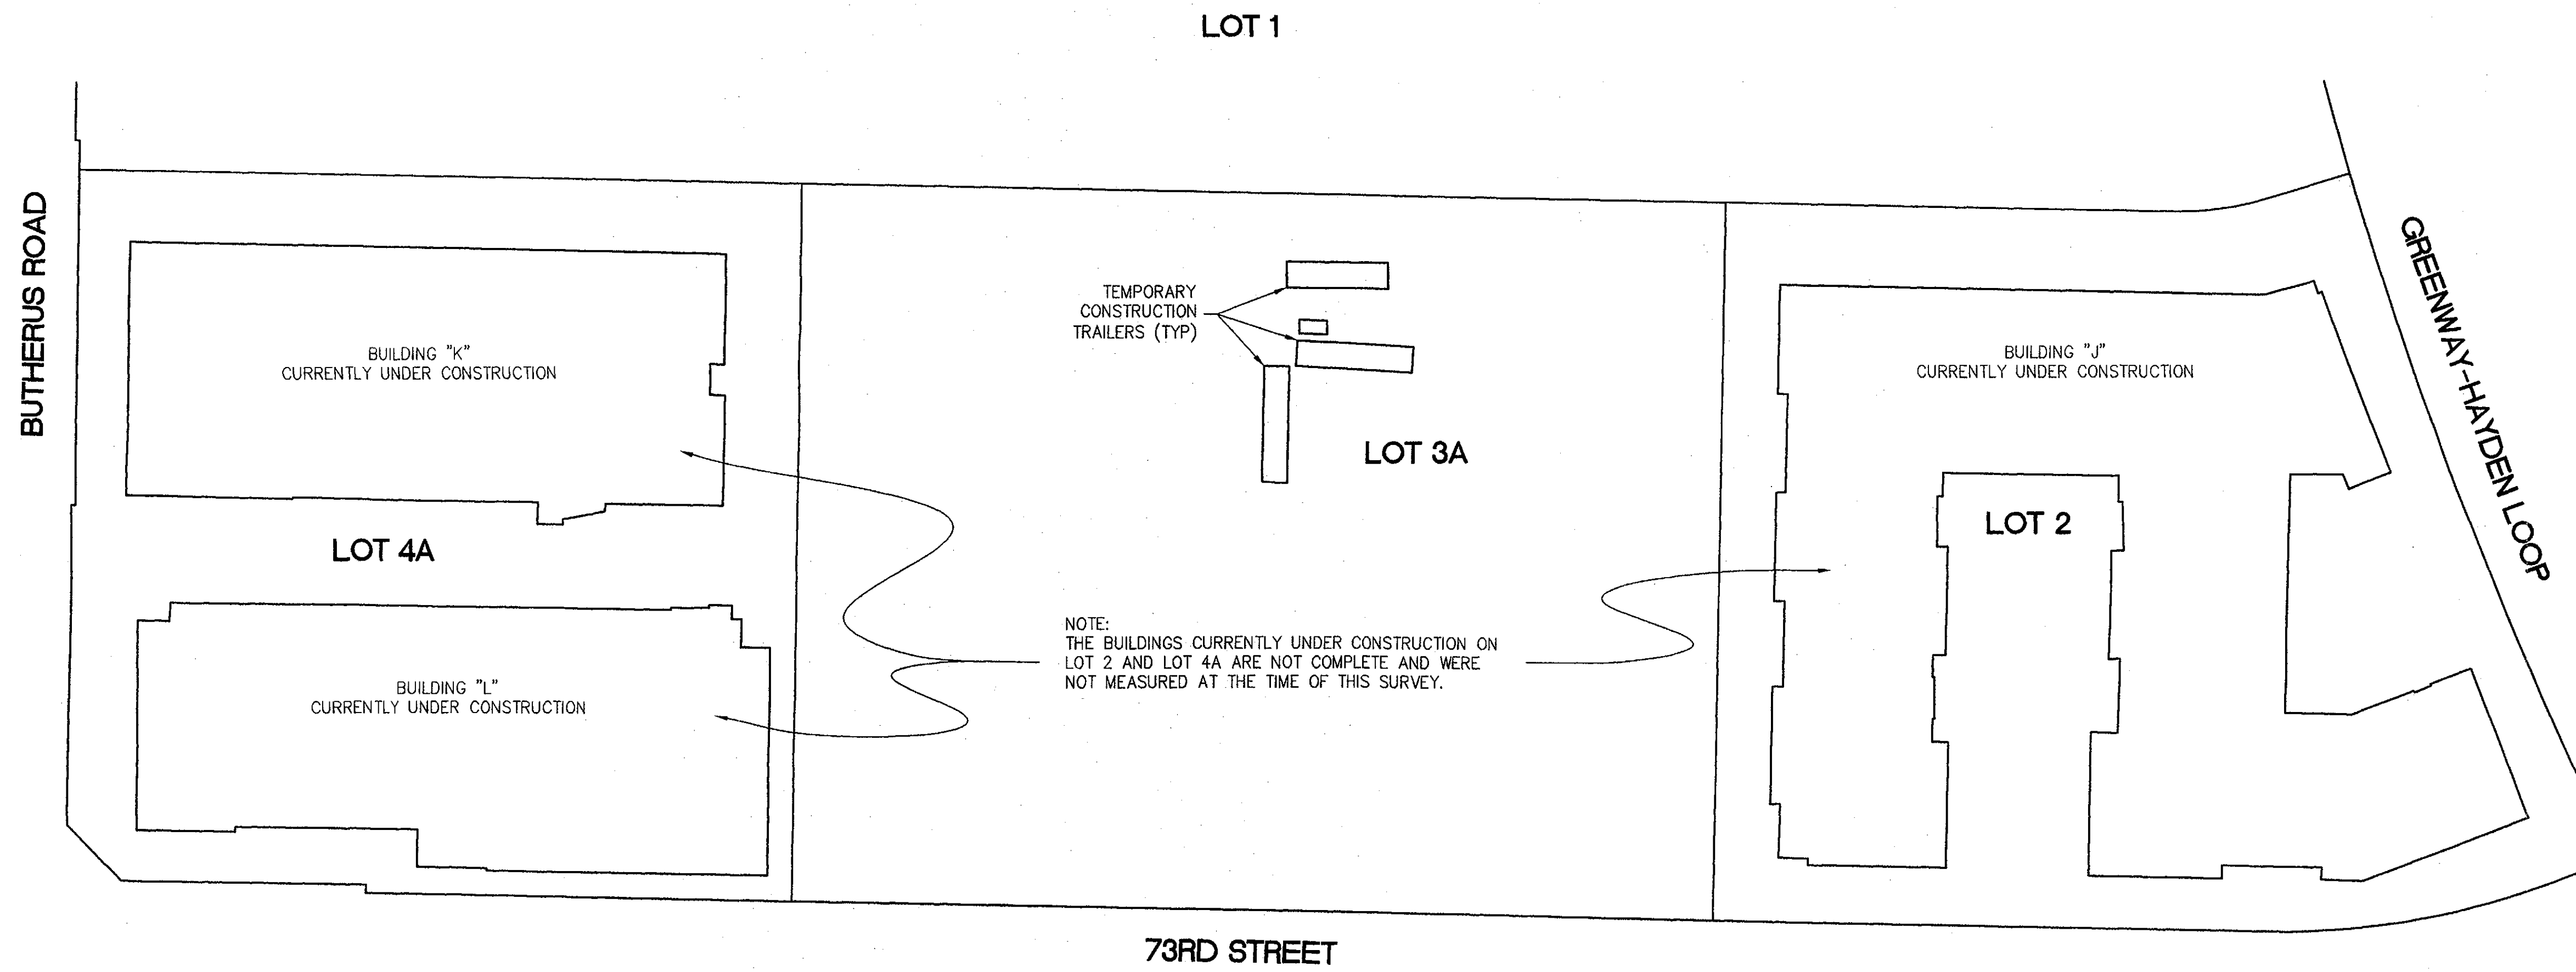 LOT 1
BUTHERUS ROAD
GREENWAY-HAYDEN LOOP
TEMPORARY
CONSTRUCTION
TRAILERS (TYP)
BUILDING "K"
CURRENTLY UNDER CONSTRUCTION
BUILDING "J"
CURRENTLY UNDER CONSTRUCTION
LOT 3A
LOT 2
LOT 4A
NOTE:
THE BUILDINGS CURRENTLY UNDER CONSTRUCTION ON
LOT 2 AND LOT 4A ARE NOT COMPLETE AND WERE
NOT MEASURED AT THE TIME OF THIS SURVEY.
BUILDING "L"
CURRENTLY UNDER CONSTRUCTION
73RD STREET